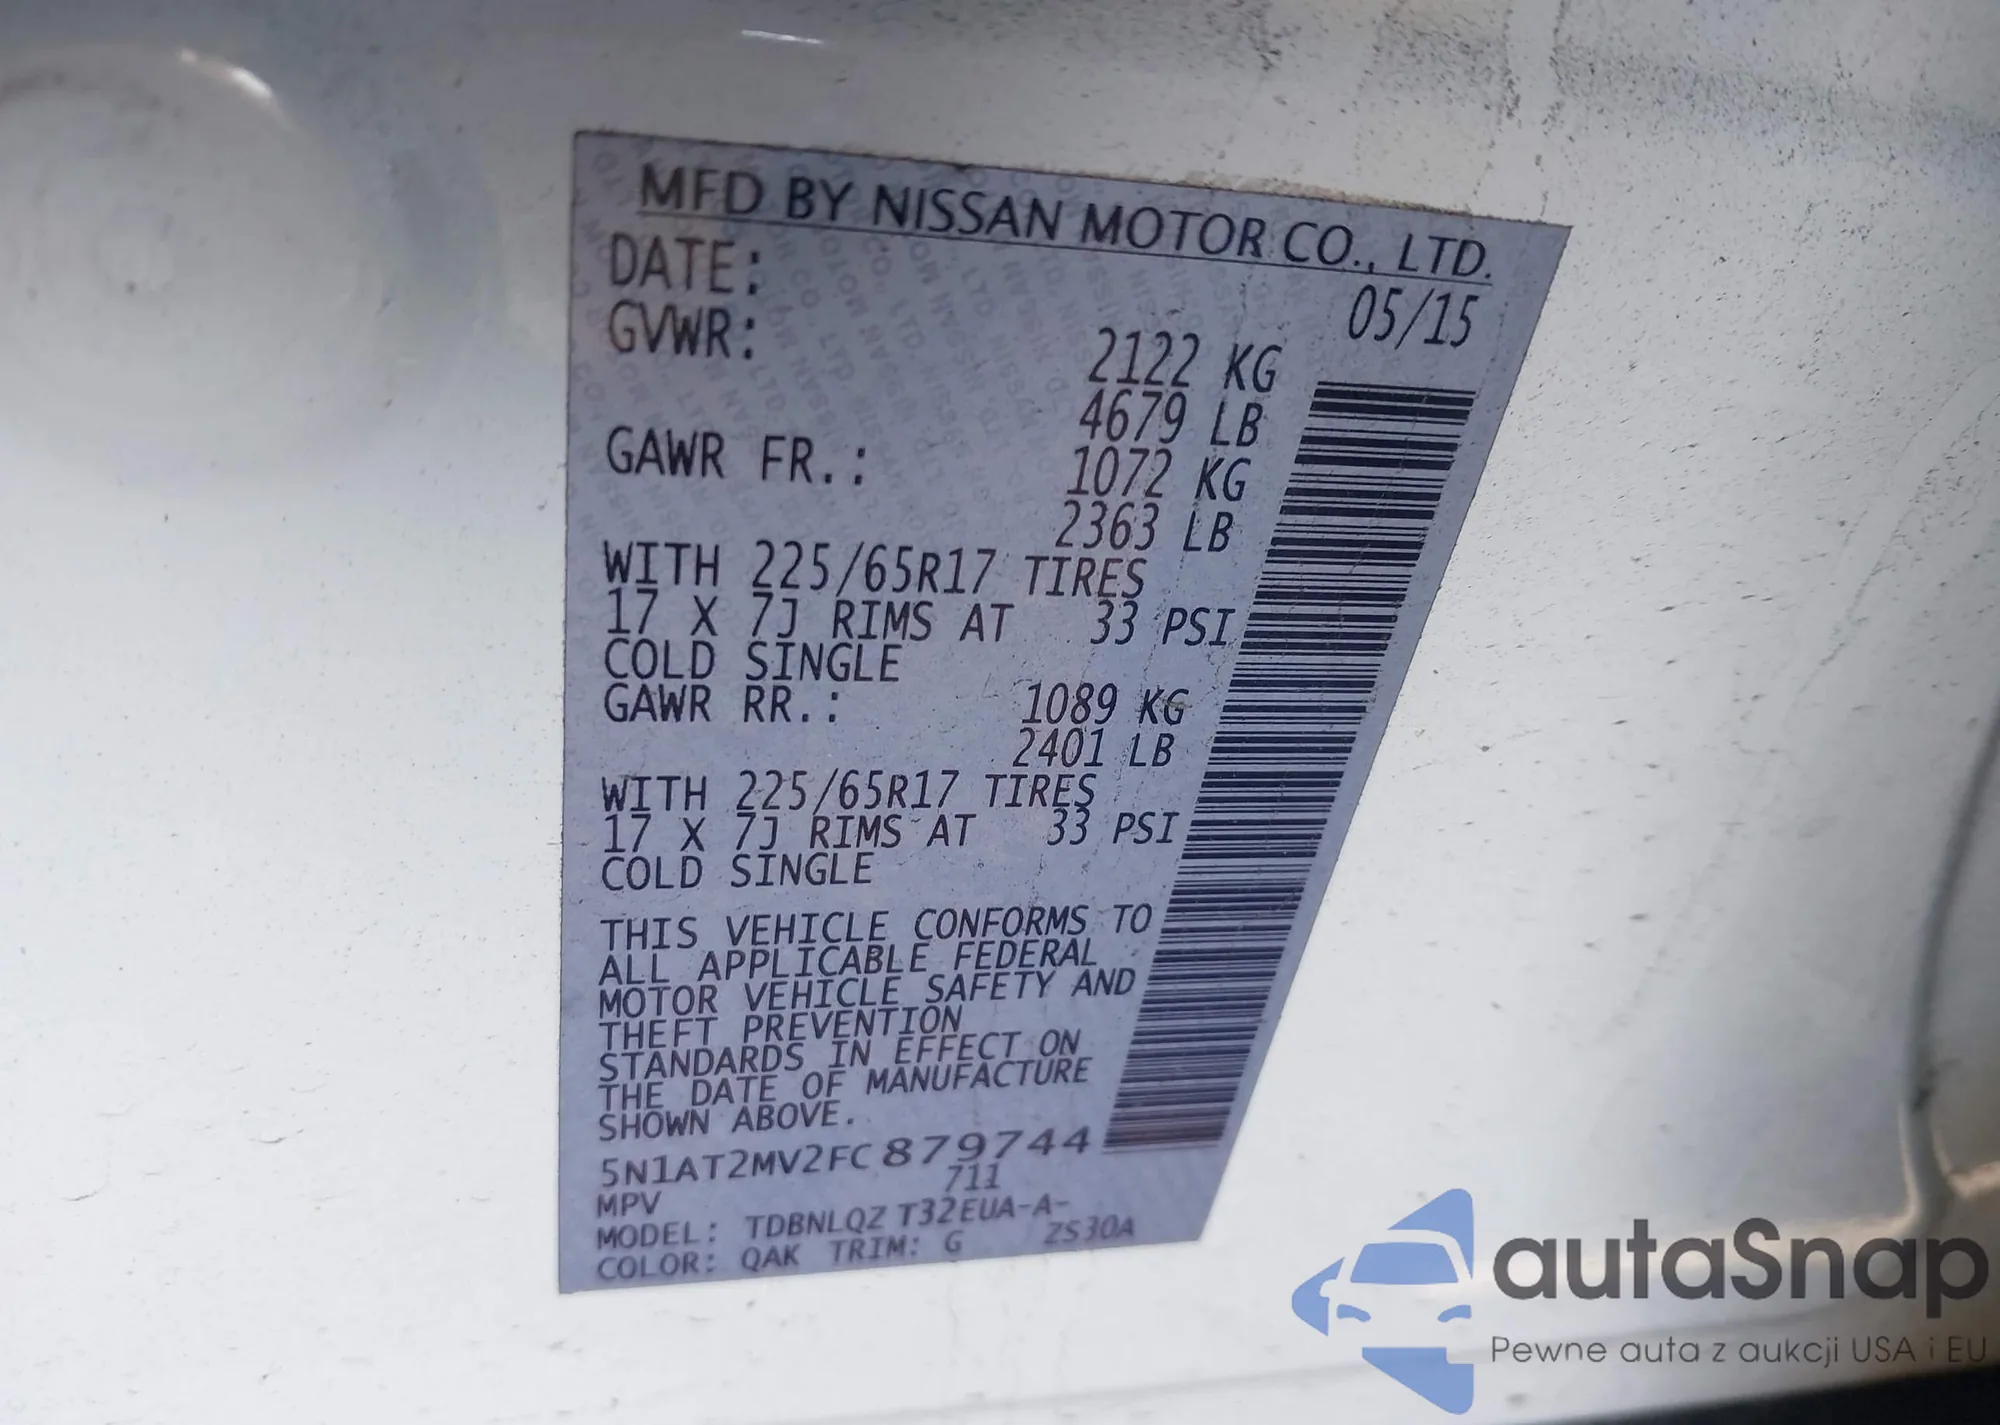 MFD BY NISSAN MOTOR CO., LTD.
DATE: 05/15
GVWR: 2122 KG
4679 LB
GAWR FR.: 1072 KG
2363 LB
WITH 225/65R17 TIRES
17 X 7J RIMS AT 33 PSI
COLD SINGLE
GAWR RR.: 1089 KG
2401 LB
WITH 225/65R17 TIRES
17 X 7J RIMS AT 33 PSI
COLD SINGLE
THIS VEHICLE CONFORMS TO
ALL APPLICABLE FEDERAL
MOTOR VEHICLE SAFETY AND
THEFT PREVENTION
STANDARDS IN EFFECT ON
THE DATE OF MANUFACTURE
SHOWN ABOVE.
5N1AT2MV2FC879744
MPV 711
MODEL: TDBNLQZ T32EUA-A-
COLOR: QAK TRIM: G ZS30A
autaSnap
Pewne auta z aukcji USA i EU